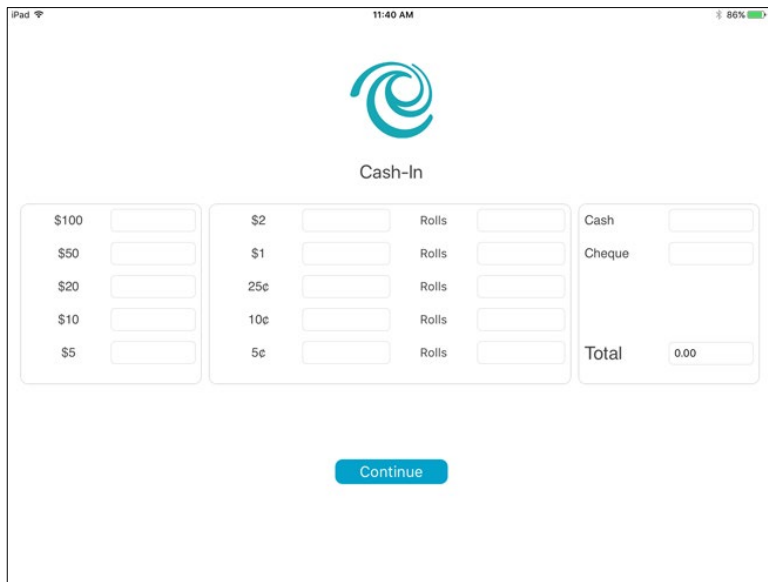 iPad 11:40 AM 86%
Cash-In
$100 $2 Rolls Cash
$50 $1 Rolls Cheque
$20 25¢ Rolls
$10 10¢ Rolls
$5 5¢ Rolls Total 0.00
Continue